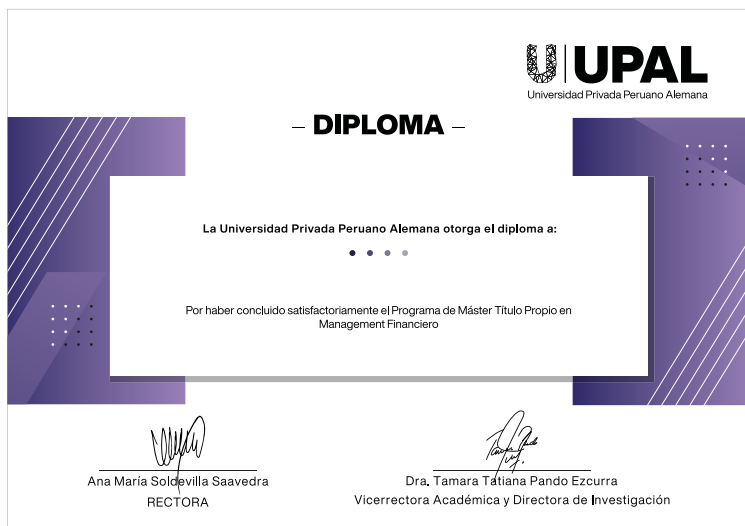 UPAL
Universidad Privada Peruano Alemana
– DIPLOMA –
La Universidad Privada Peruano Alemana otorga el diploma a:
Por haber concluido satisfactoriamente el Programa de Máster Título Propio en
Management Financiero
Ana María Soldevilla Saavedra
RECTORA
Dra. Tamara Tatiana Pando Ezcurra
Vicerrectora Académica y Directora de Investigación